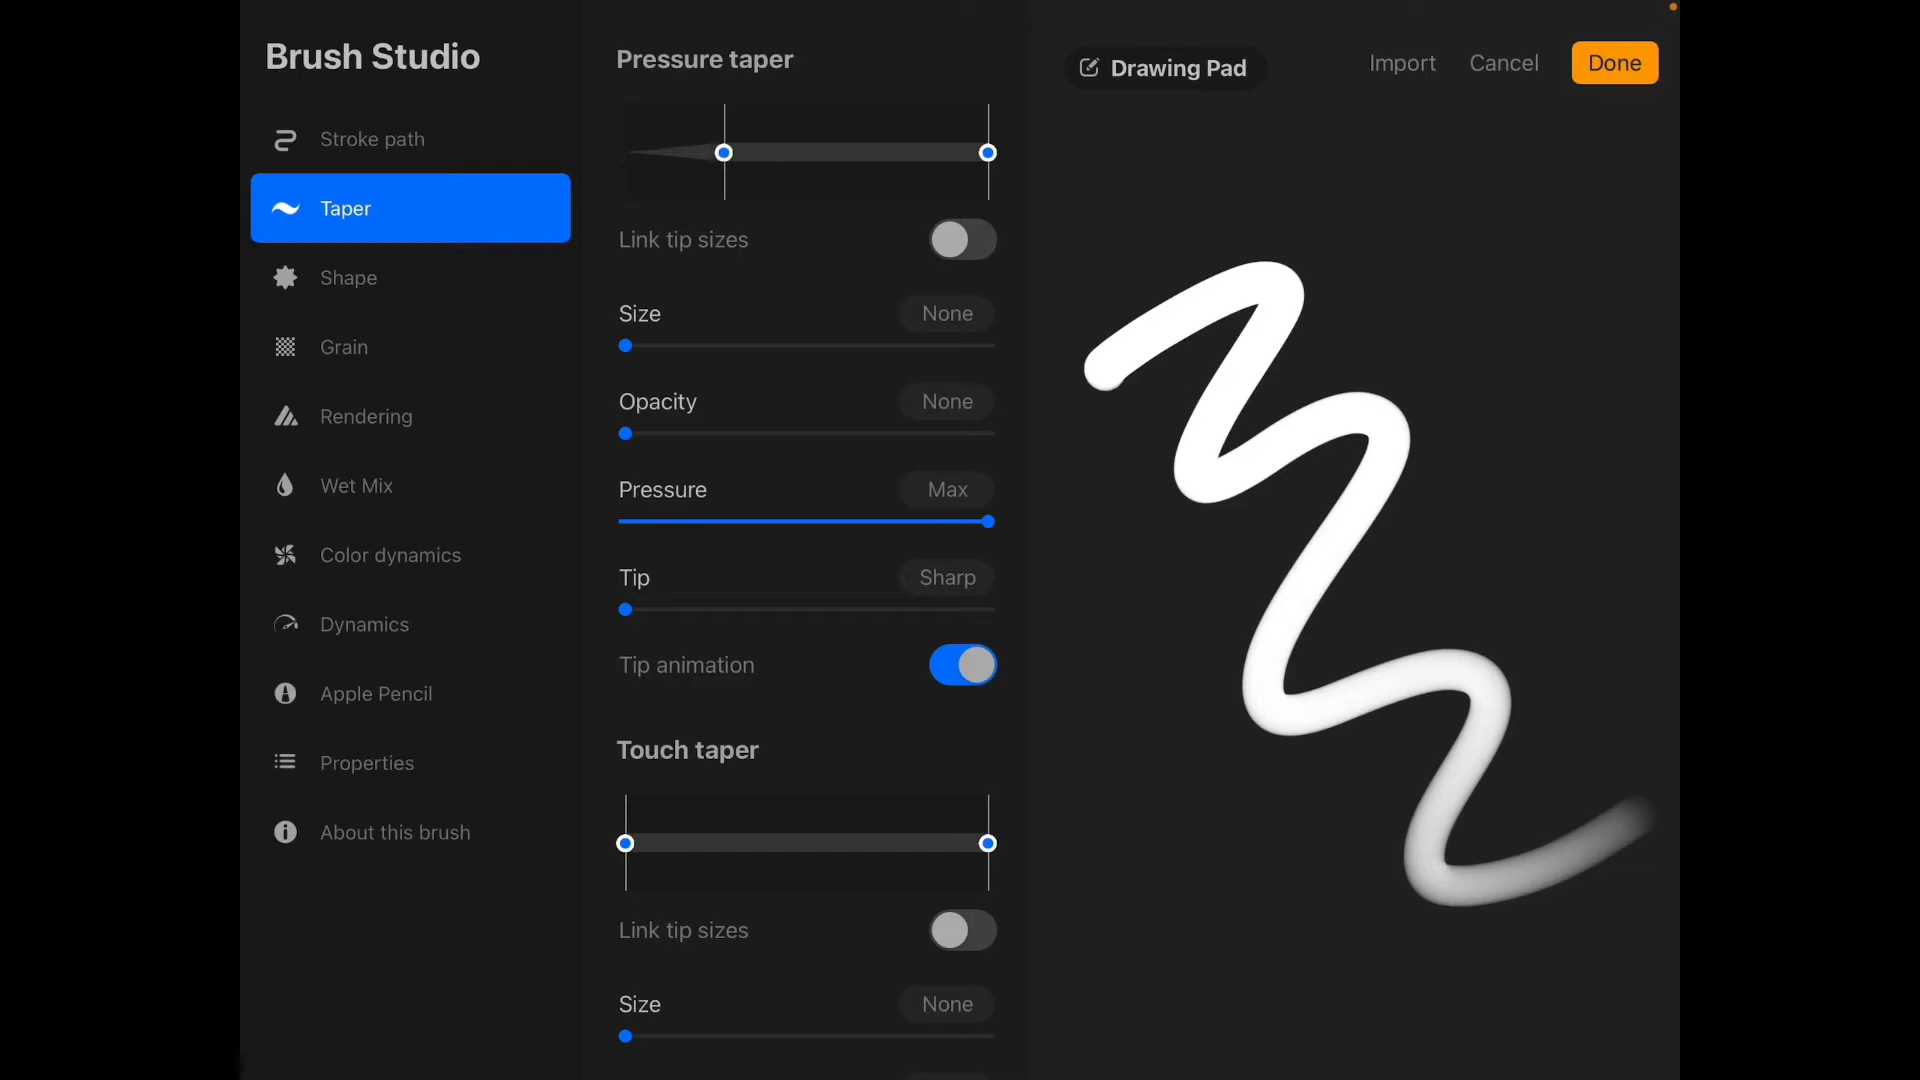 Brush Studio
Stroke path
Taper
Shape
Grain
Rendering
Wet Mix
Color dynamics
Dynamics
Apple Pencil
Properties
About this brush
Pressure taper
Link tip sizes
Size None
Opacity None
Pressure Max
Tip Sharp
Tip animation
Touch taper
Link tip sizes
Size None
Drawing Pad
Import Cancel Done